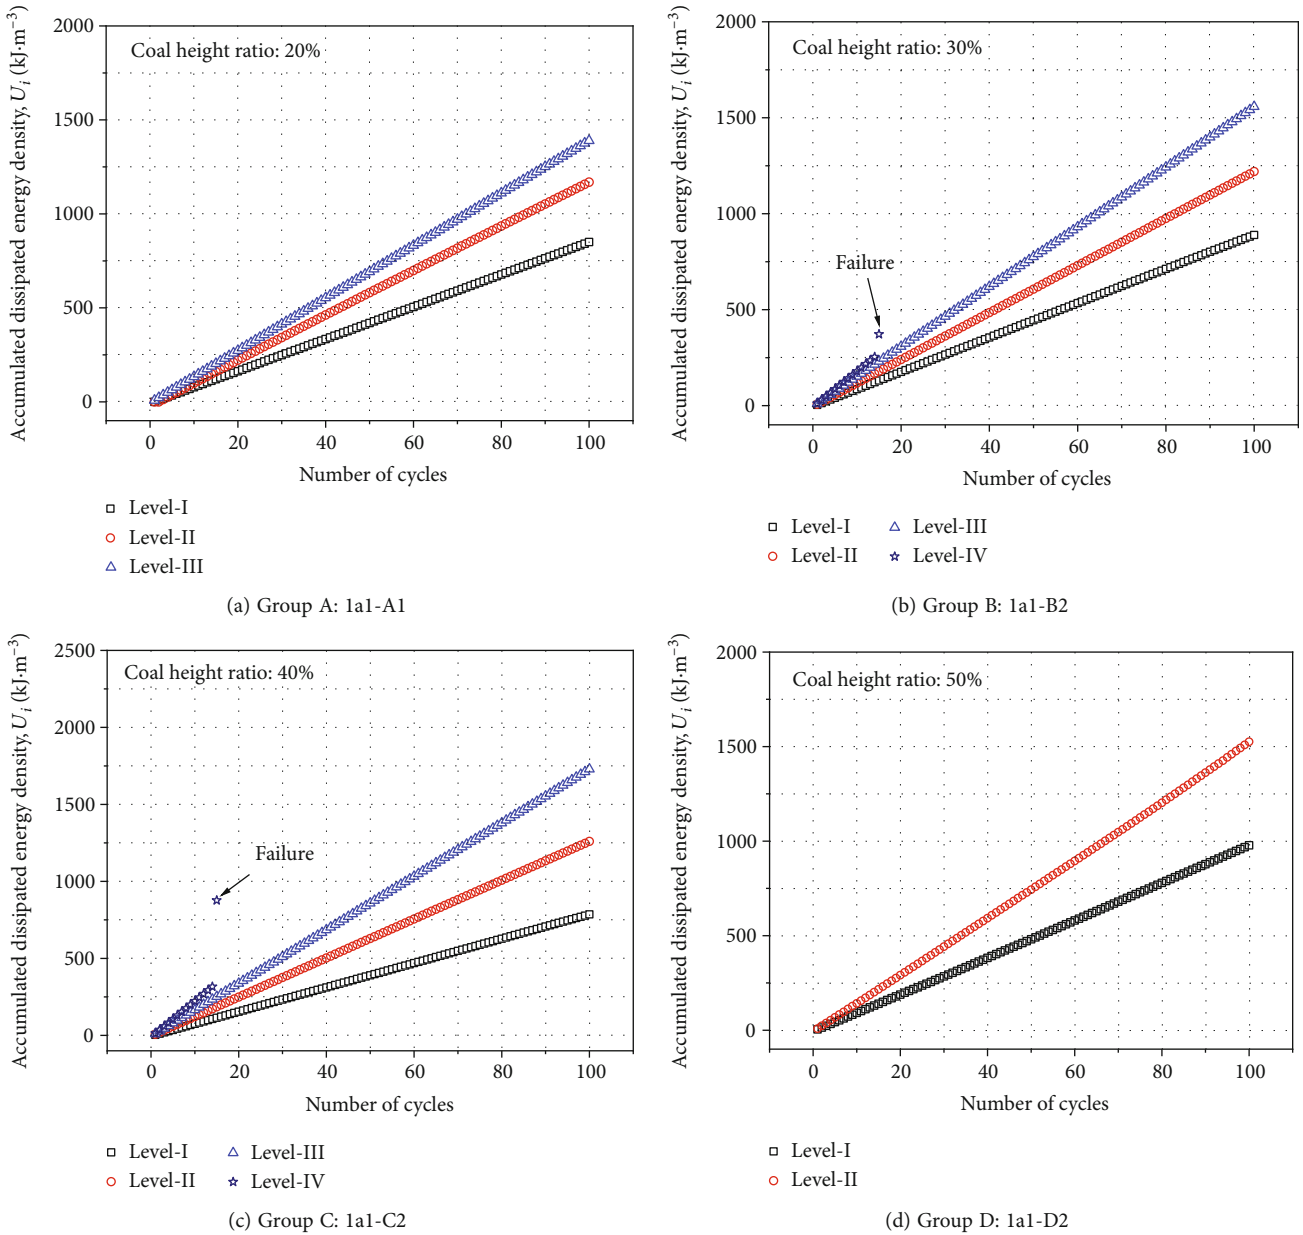 Accumulated dissipated energy density, U_i (kJ·m⁻³)
2000
1500
1000
500
0
Coal height ratio: 20%
0 20 40 60 80 100
Number of cycles
Level-I
Level-II
Level-III
(a) Group A: 1a1-A1
Accumulated dissipated energy density, U_i (kJ·m⁻³)
2000
1500
1000
500
0
Coal height ratio: 30%
Failure
0 20 40 60 80 100
Number of cycles
Level-I Level-III
Level-II Level-IV
(b) Group B: 1a1-B2
Accumulated dissipated energy density, U_i (kJ·m⁻³)
2500
2000
1500
1000
500
0
Coal height ratio: 40%
Failure
0 20 40 60 80 100
Number of cycles
Level-I Level-III
Level-II Level-IV
(c) Group C: 1a1-C2
Accumulated dissipated energy density, U_i (kJ·m⁻³)
2000
1500
1000
500
0
Coal height ratio: 50%
0 20 40 60 80 100
Number of cycles
Level-I
Level-II
(d) Group D: 1a1-D2